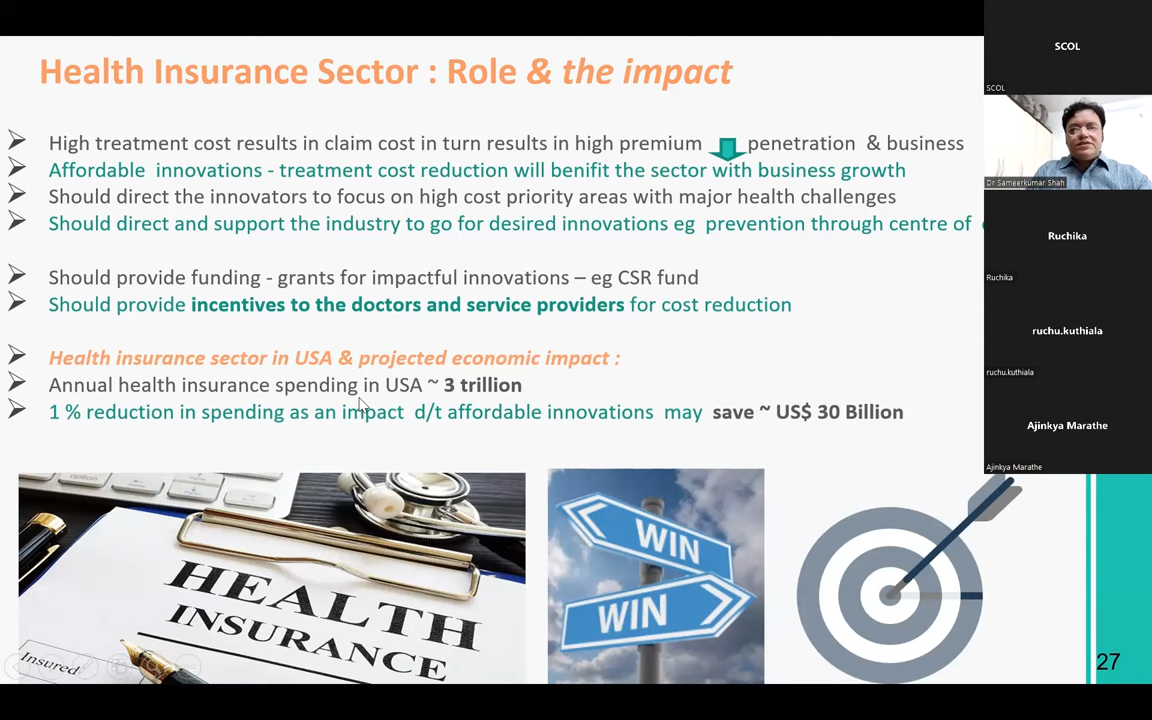 Health Insurance Sector : Role & the impact
High treatment cost results in claim cost in turn results in high premium penetration & business
Affordable innovations - treatment cost reduction will benifit the sector with business growth
Should direct the innovators to focus on high cost priority areas with major health challenges
Should direct and support the industry to go for desired innovations eg prevention through centre of
Should provide funding - grants for impactful innovations – eg CSR fund
Should provide incentives to the doctors and service providers for cost reduction
Health insurance sector in USA & projected economic impact :
Annual health insurance spending in USA ~ 3 trillion
1 % reduction in spending as an impact d/t affordable innovations may save ~ US$ 30 Billion
option
HEALTH
INSURANCE
Insured
WIN
WIN
27
SCOL
SCOL
Dr Sameerkumar Shah
Ruchika
Ruchika
ruchu.kuthiala
ruchu.kuthiala
Ajinkya Marathe
Ajinkya Marathe